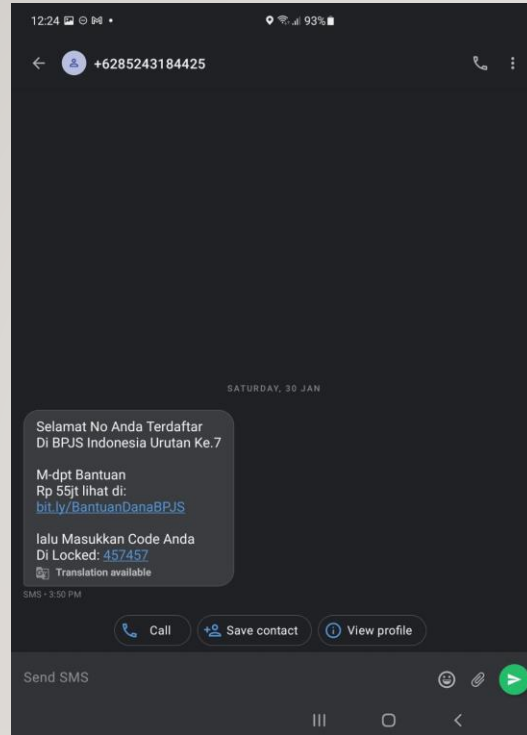 12:24
93%
+6285243184425
SATURDAY, 30 JAN
Selamat No Anda Terdaftar
Di BPJS Indonesia Urutan Ke.7
M-dpt Bantuan
Rp 55jt lihat di:
bit.ly/BantuanDanaBPJS
lalu Masukkan Code Anda
Di Locked: 457457
Translation available
SMS • 3:50 PM
Call
Save contact
View profile
Send SMS